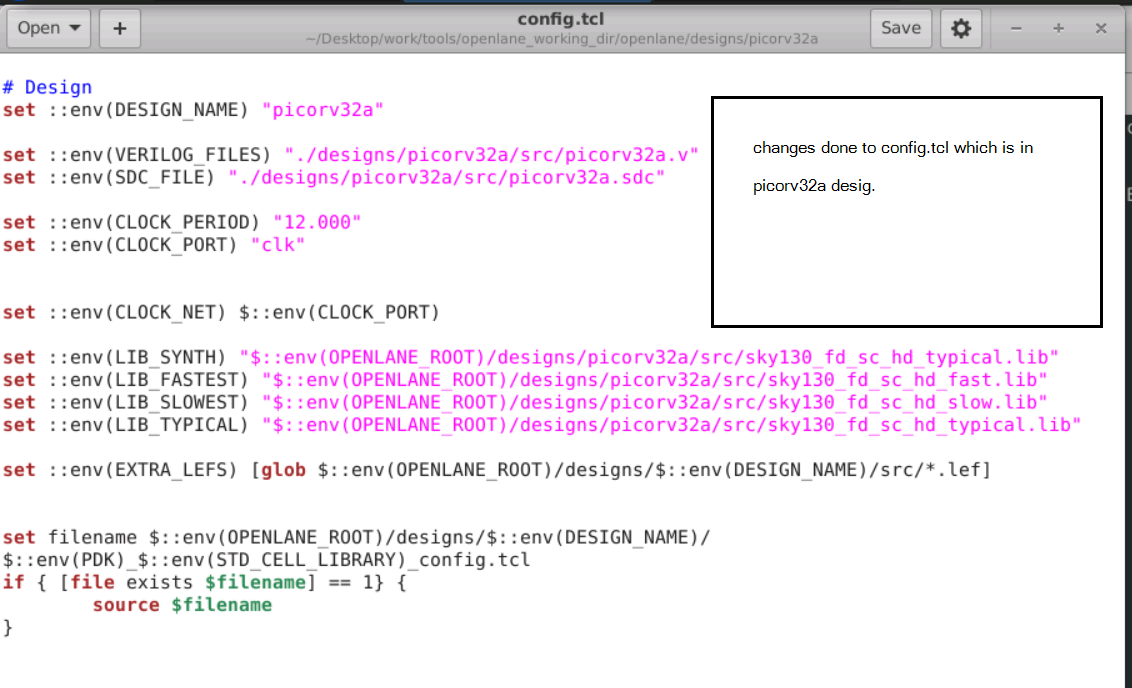 config.tcl
Open
+
~/Desktop/work/tools/openlane_working_dir/openlane/designs/picorv32a
Save
# Design
set ::env(DESIGN_NAME) "picorv32a"
set ::env(VERILOG_FILES) "./designs/picorv32a/src/picorv32a.v"
set ::env(SDC_FILE) "./designs/picorv32a/src/picorv32a.sdc"
set ::env(CLOCK_PERIOD) "12.000"
set ::env(CLOCK_PORT) "clk"
changes done to config.tcl which is in
picorv32a desig.
set ::env(CLOCK_NET) $::env(CLOCK_PORT)
set ::env(LIB_SYNTH) "$::env(OPENLANE_ROOT)/designs/picorv32a/src/sky130_fd_sc_hd_typical.lib"
set ::env(LIB_FASTEST) "$::env(OPENLANE_ROOT)/designs/picorv32a/src/sky130_fd_sc_hd_fast.lib"
set ::env(LIB_SLOWEST) "$::env(OPENLANE_ROOT)/designs/picorv32a/src/sky130_fd_sc_hd_slow.lib"
set ::env(LIB_TYPICAL) "$::env(OPENLANE_ROOT)/designs/picorv32a/src/sky130_fd_sc_hd_typical.lib"
set ::env(EXTRA_LEFS) [glob $::env(OPENLANE_ROOT)/designs/$::env(DESIGN_NAME)/src/*.lef]
set filename $::env(OPENLANE_ROOT)/designs/$::env(DESIGN_NAME)/
$::env(PDK)_$::env(STD_CELL_LIBRARY)_config.tcl
if { [file exists $filename] == 1} {
source $filename
}